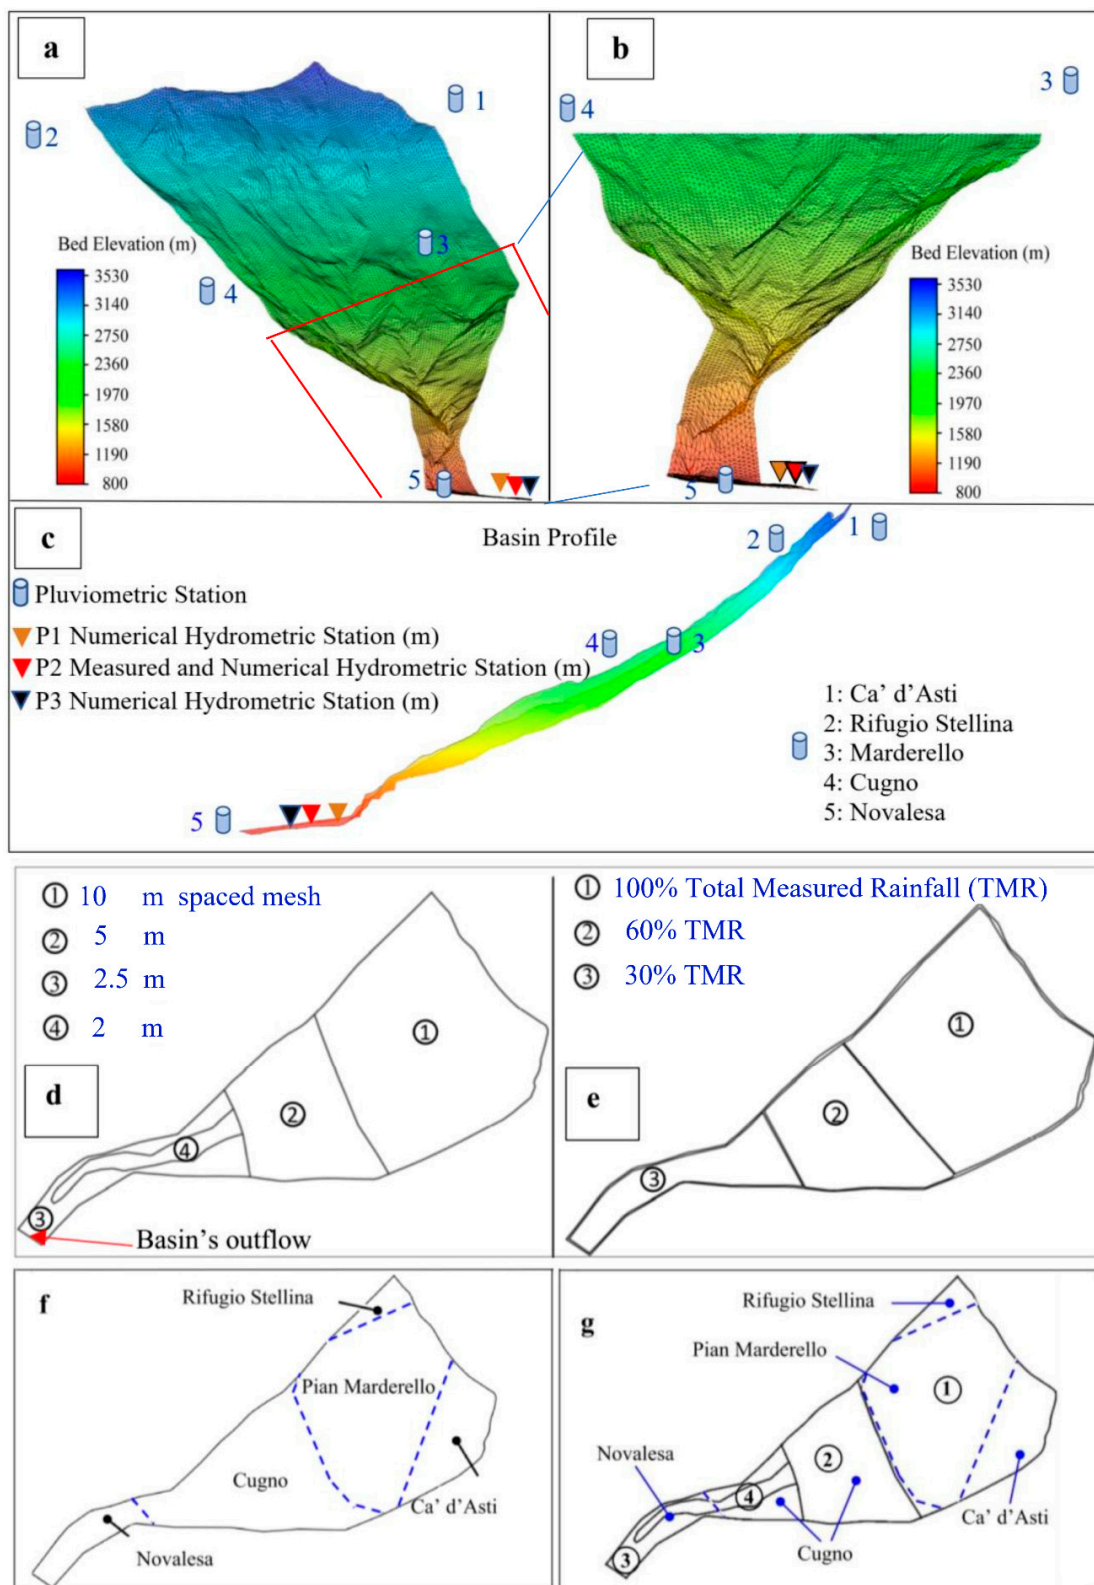 a
1
2
3
4
5
Bed Elevation (m)
3530
3140
2750
2360
1970
1580
1190
800
b
3
4
5
Bed Elevation (m)
3530
3140
2750
2360
1970
1580
1190
800
c
Basin Profile
2
1
4
3
5
Pluviometric Station
P1 Numerical Hydrometric Station (m)
P2 Measured and Numerical Hydrometric Station (m)
P3 Numerical Hydrometric Station (m)
1: Ca’ d’Asti
2: Rifugio Stellina
3: Marderello
4: Cugno
5: Novalesa
d
① 10 m spaced mesh
② 5 m
③ 2.5 m
④ 2 m
①
②
④
③
Basin’s outflow
e
① 100% Total Measured Rainfall (TMR)
② 60% TMR
③ 30% TMR
①
②
③
f
Rifugio Stellina
Pian Marderello
Cugno
Ca’ d’Asti
Novalesa
g
Rifugio Stellina
Pian Marderello
①
Novalesa
②
④
Ca’ d’Asti
Cugno
③